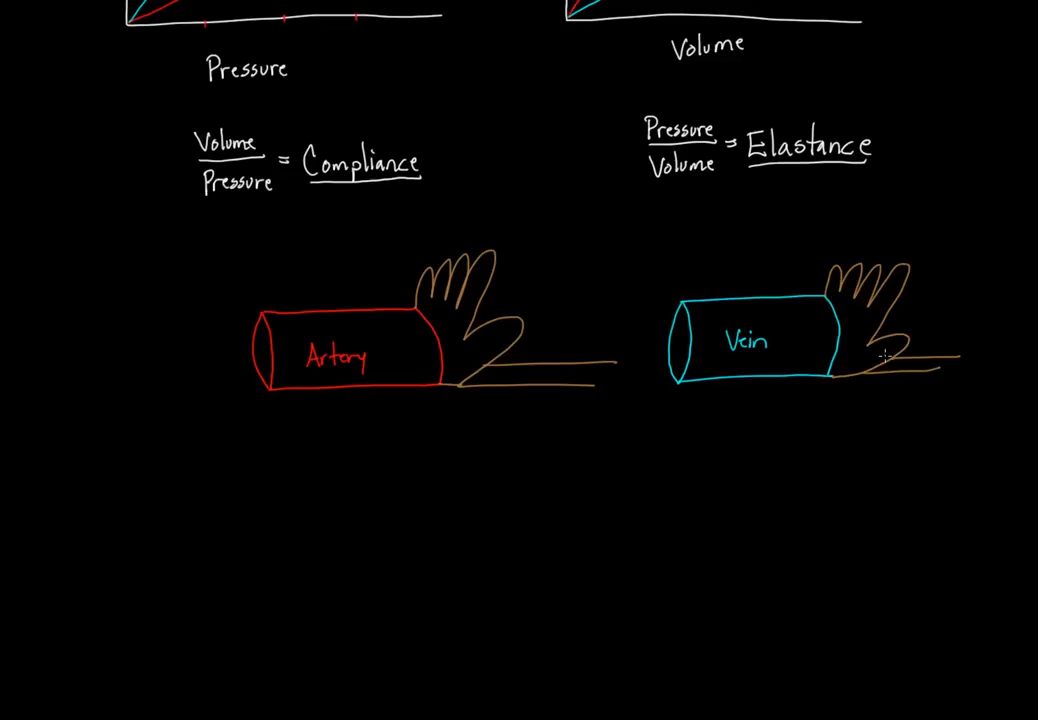 Pressure
Volume
Volume
Pressure
= Compliance
Pressure
Volume
= Elastance
Artery
Vein